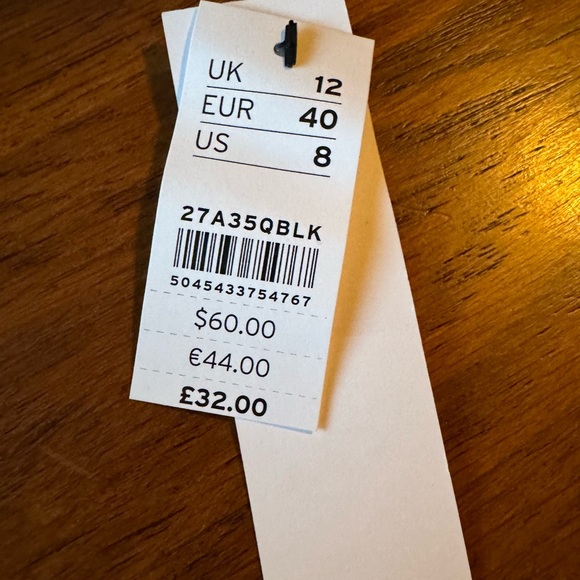 UK 12
EUR 40
US 8
27A35QBLK
5045433754767
$60.00
€44.00
£32.00